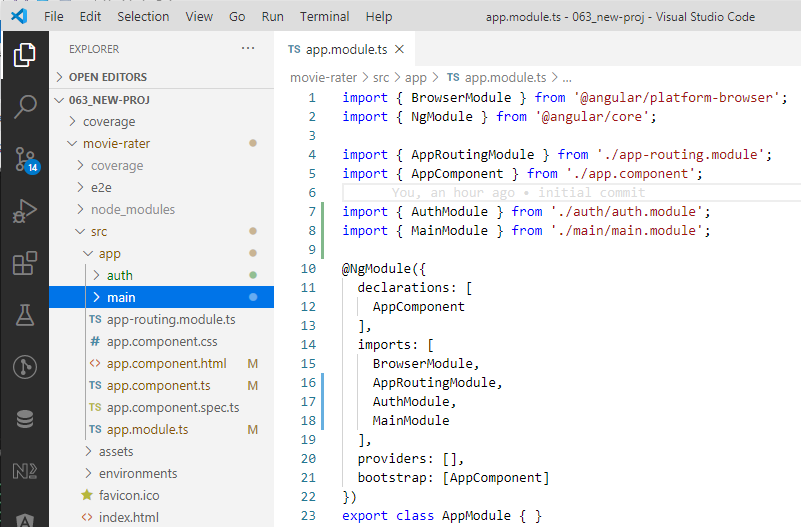 File Edit Selection View Go Run Terminal Help app.module.ts - 063_new-proj - Visual Studio Code
EXPLORER ...
OPEN EDITORS
063_NEW-PROJ
coverage
movie-rater
coverage
e2e
node_modules
src
app
auth
main
TS app-routing.module.ts
# app.component.css
<> app.component.html M
TS app.component.ts M
TS app.component.spec.ts
TS app.module.ts M
assets
environments
favicon.ico
<> index.html
14
N2
TS app.module.ts ×
movie-rater > src > app > TS app.module.ts > ...
1 import { BrowserModule } from '@angular/platform-browser';
2 import { NgModule } from '@angular/core';
3
4 import { AppRoutingModule } from './app-routing.module';
5 import { AppComponent } from './app.component';
6 You, an hour ago • initial commit
7 import { AuthModule } from './auth/auth.module';
8 import { MainModule } from './main/main.module';
9
10 @NgModule({
11 declarations: [
12 AppComponent
13 ],
14 imports: [
15 BrowserModule,
16 AppRoutingModule,
17 AuthModule,
18 MainModule
19 ],
20 providers: [],
21 bootstrap: [AppComponent]
22 })
23 export class AppModule { }